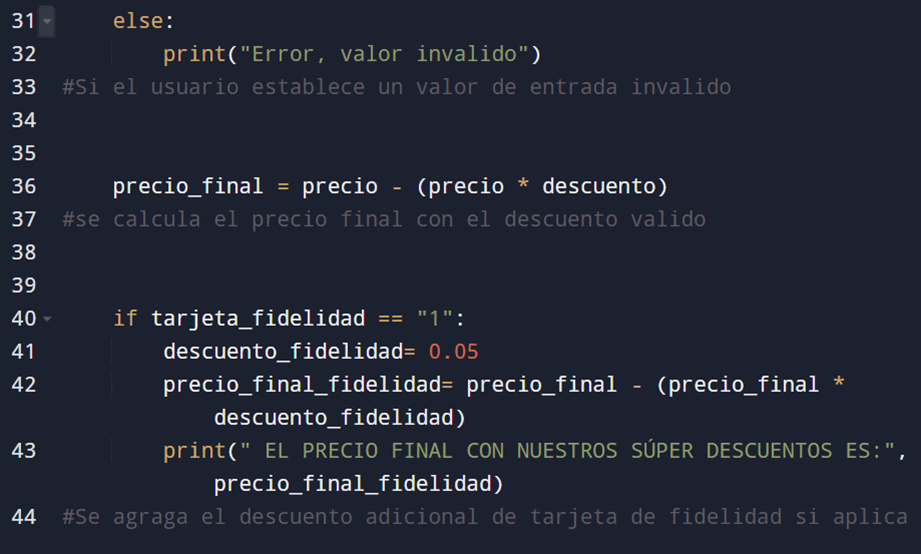 31 else:
32 print("Error, valor invalido")
33 #Si el usuario establece un valor de entrada invalido
34
35
36 precio_final = precio - (precio * descuento)
37 #se calcula el precio final con el descuento valido
38
39
40 if tarjeta_fidelidad == "1":
41 descuento_fidelidad= 0.05
42 precio_final_fidelidad= precio_final - (precio_final *
descuento_fidelidad)
43 print(" EL PRECIO FINAL CON NUESTROS SÚPER DESCUENTOS ES:",
precio_final_fidelidad)
44 #Se agraga el descuento adicional de tarjeta de fidelidad si aplica